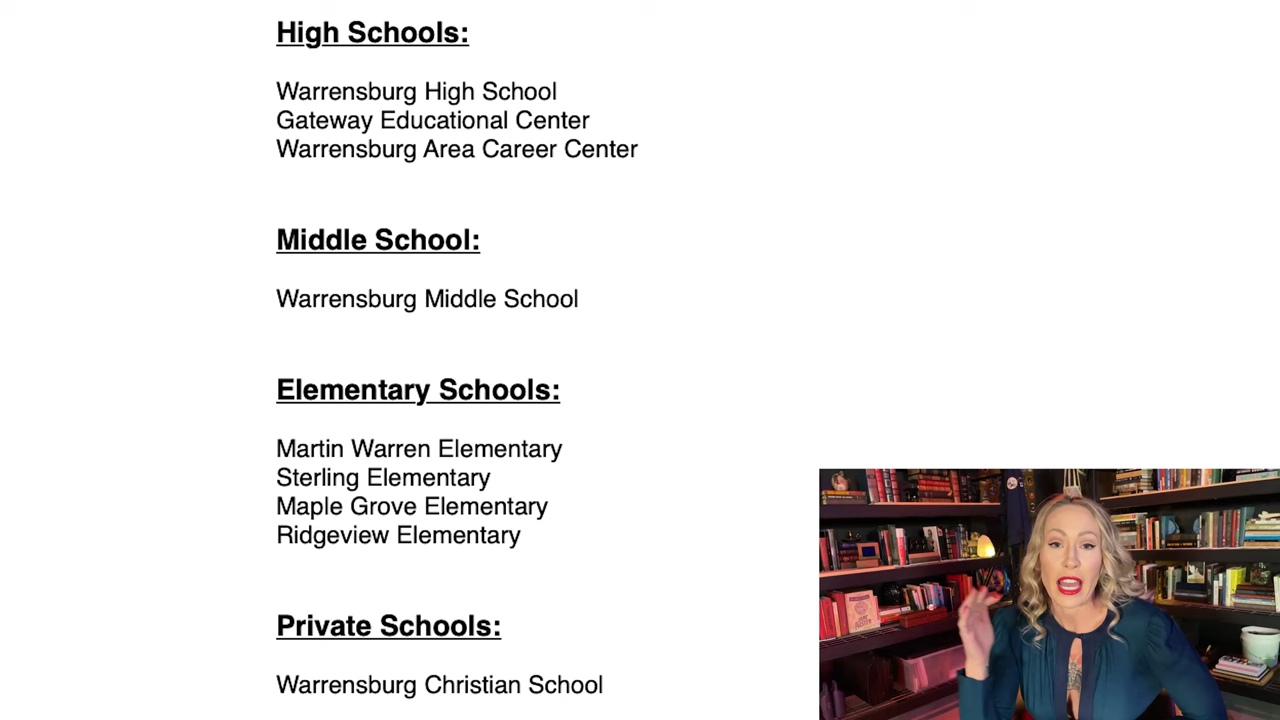 High Schools:
Warrensburg High School
Gateway Educational Center
Warrensburg Area Career Center
Middle School:
Warrensburg Middle School
Elementary Schools:
Martin Warren Elementary
Sterling Elementary
Maple Grove Elementary
Ridgeview Elementary
Private Schools:
Warrensburg Christian School